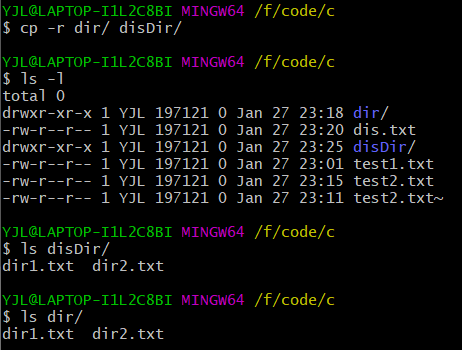 YJL@LAPTOP-I1L2C8BI MINGW64 /f/code/c
$ cp -r dir/ disDir/
YJL@LAPTOP-I1L2C8BI MINGW64 /f/code/c
$ ls -l
total 0
drwxr-xr-x 1 YJL 197121 0 Jan 27 23:18 dir/
-rw-r--r-- 1 YJL 197121 0 Jan 27 23:20 dis.txt
drwxr-xr-x 1 YJL 197121 0 Jan 27 23:25 disDir/
-rw-r--r-- 1 YJL 197121 0 Jan 27 23:01 test1.txt
-rw-r--r-- 1 YJL 197121 0 Jan 27 23:15 test2.txt
-rw-r--r-- 1 YJL 197121 0 Jan 27 23:11 test2.txt~
YJL@LAPTOP-I1L2C8BI MINGW64 /f/code/c
$ ls disDir/
dir1.txt  dir2.txt
YJL@LAPTOP-I1L2C8BI MINGW64 /f/code/c
$ ls dir/
dir1.txt  dir2.txt